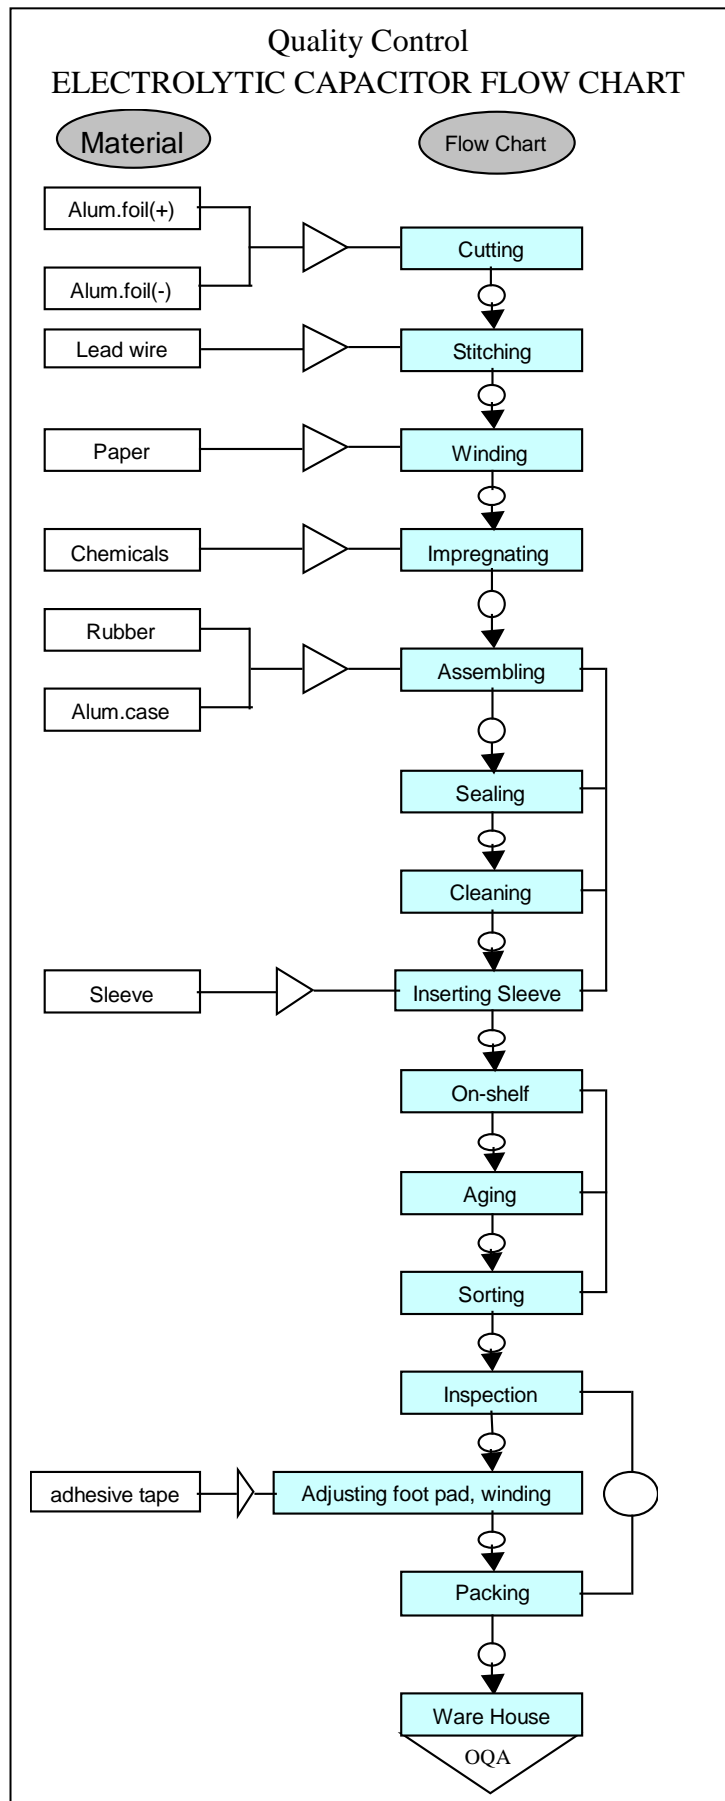 Quality Control
ELECTROLYTIC CAPACITOR FLOW CHART
Material
Flow Chart
Alum.foil(+)
Cutting
Alum.foil(-)
Lead wire
Stitching
Paper
Winding
Chemicals
Impregnating
Rubber
Assembling
Alum.case
Sealing
Cleaning
Sleeve
Inserting Sleeve
On-shelf
Aging
Sorting
Inspection
adhesive tape
Adjusting foot pad, winding
Packing
Ware House
OQA